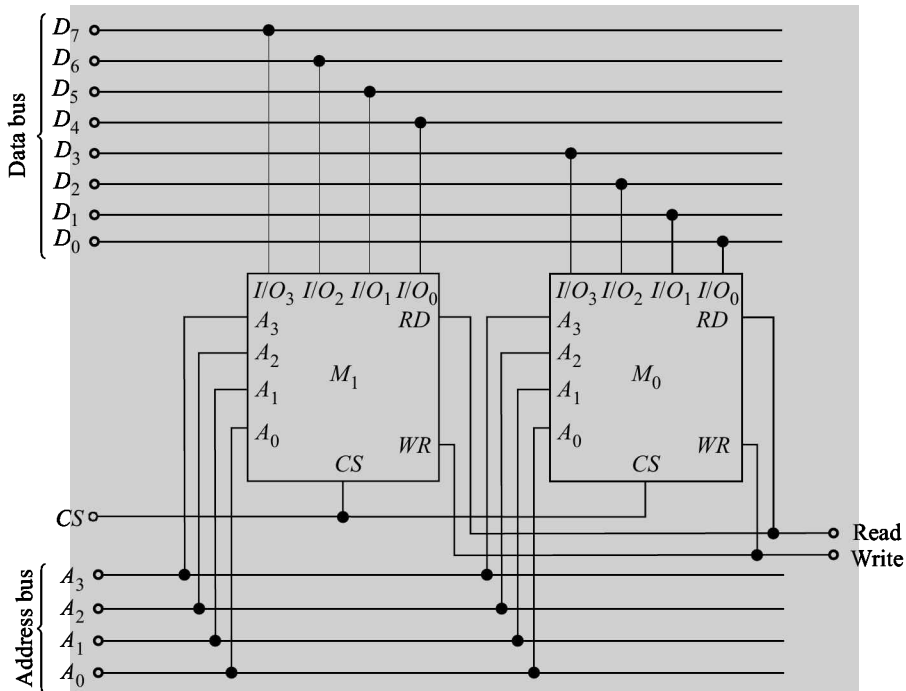 Data bus
D₇
D₆
D₅
D₄
D₃
D₂
D₁
D₀
I/O₃ I/O₂ I/O₁ I/O₀
A₃
A₂
A₁
A₀
RD
M₁
WR
CS
I/O₃ I/O₂ I/O₁ I/O₀
A₃
A₂
A₁
A₀
RD
M₀
WR
CS
CS
Read
Write
Address bus
A₃
A₂
A₁
A₀